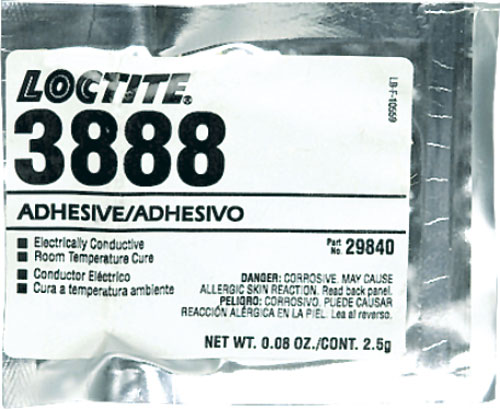 LOCTITE®
3888
ADHESIVE/ADHESIVO
■ Electrically Conductive
■ Room Temperature Cure
■ Conductor Eléctrico
■ Cura a temperatura ambiente
Part No. 29840
DANGER: CORROSIVE. MAY CAUSE
ALLERGIC SKIN REACTION. Read back panel.
PELIGRO: CORROSIVO. PUEDE CAUSAR
REACCIÓN ALÉRGICA EN LA PIEL. Lea al reverso.
NET WT. 0.08 OZ./CONT. 2.5g
LB-F-10559